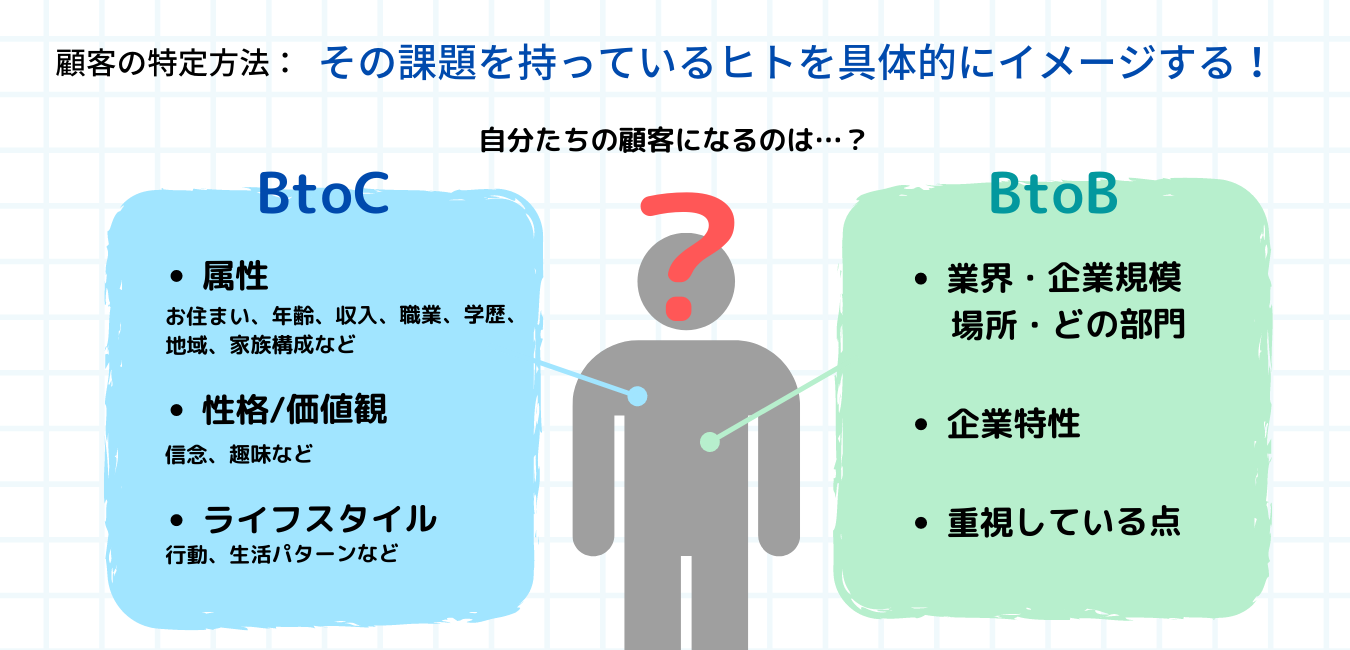 顧客の特定方法： その課題を持っているヒトを具体的にイメージする！
自分たちの顧客になるのは…？
BtoC
• 属性
お住まい、年齢、収入、職業、学歴、
地域、家族構成など
• 性格/価値観
信念、趣味など
• ライフスタイル
行動、生活パターンなど
?
BtoB
• 業界・企業規模
場所・どの部門
• 企業特性
• 重視している点